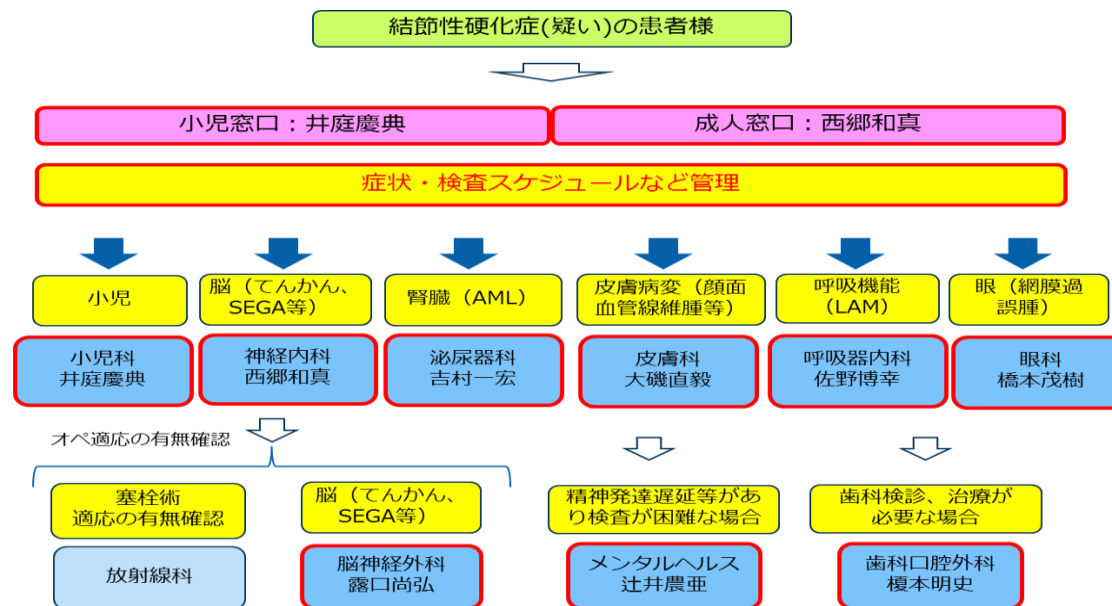 結節性硬化症(疑い)の患者様
小児窓口：井庭慶典
成人窓口：西郷和真
症状・検査スケジュールなど管理
小児
脳（てんかん、
SEGA等）
腎臓（AML）
皮膚病変（顔面
血管線維腫等）
呼吸機能
（LAM）
眼（網膜過
誤腫）
小児科
井庭慶典
神経内科
西郷和真
泌尿器科
吉村一宏
皮膚科
大磯直毅
呼吸器内科
佐野博幸
眼科
橋本茂樹
オペ適応の有無確認
塞栓術
適応の有無確認
脳（てんかん、
SEGA等）
精神発達遅延等があ
り検査が困難な場合
歯科検診、治療が
必要な場合
放射線科
脳神経外科
露口尚弘
メンタルヘルス
辻井農亜
歯科口腔外科
榎本明史